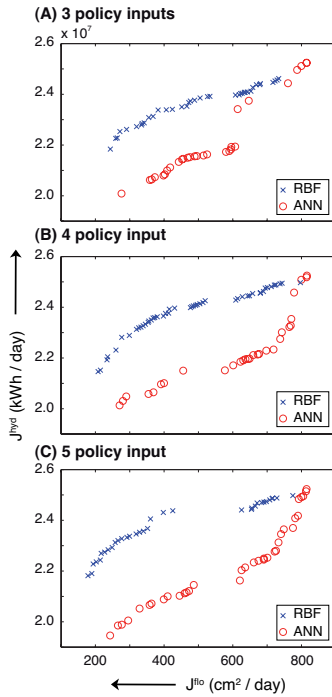 (A) 3 policy inputs
x 10⁷
2.6
2.4
2.2
2.0
× RBF
○ ANN
(B) 4 policy input
2.6
2.4
2.2
2.0
× RBF
○ ANN
J^hyd (kWh / day)
(C) 5 policy input
2.6
2.4
2.2
2.0
× RBF
○ ANN
200 400 600 800
J^flo (cm² / day)